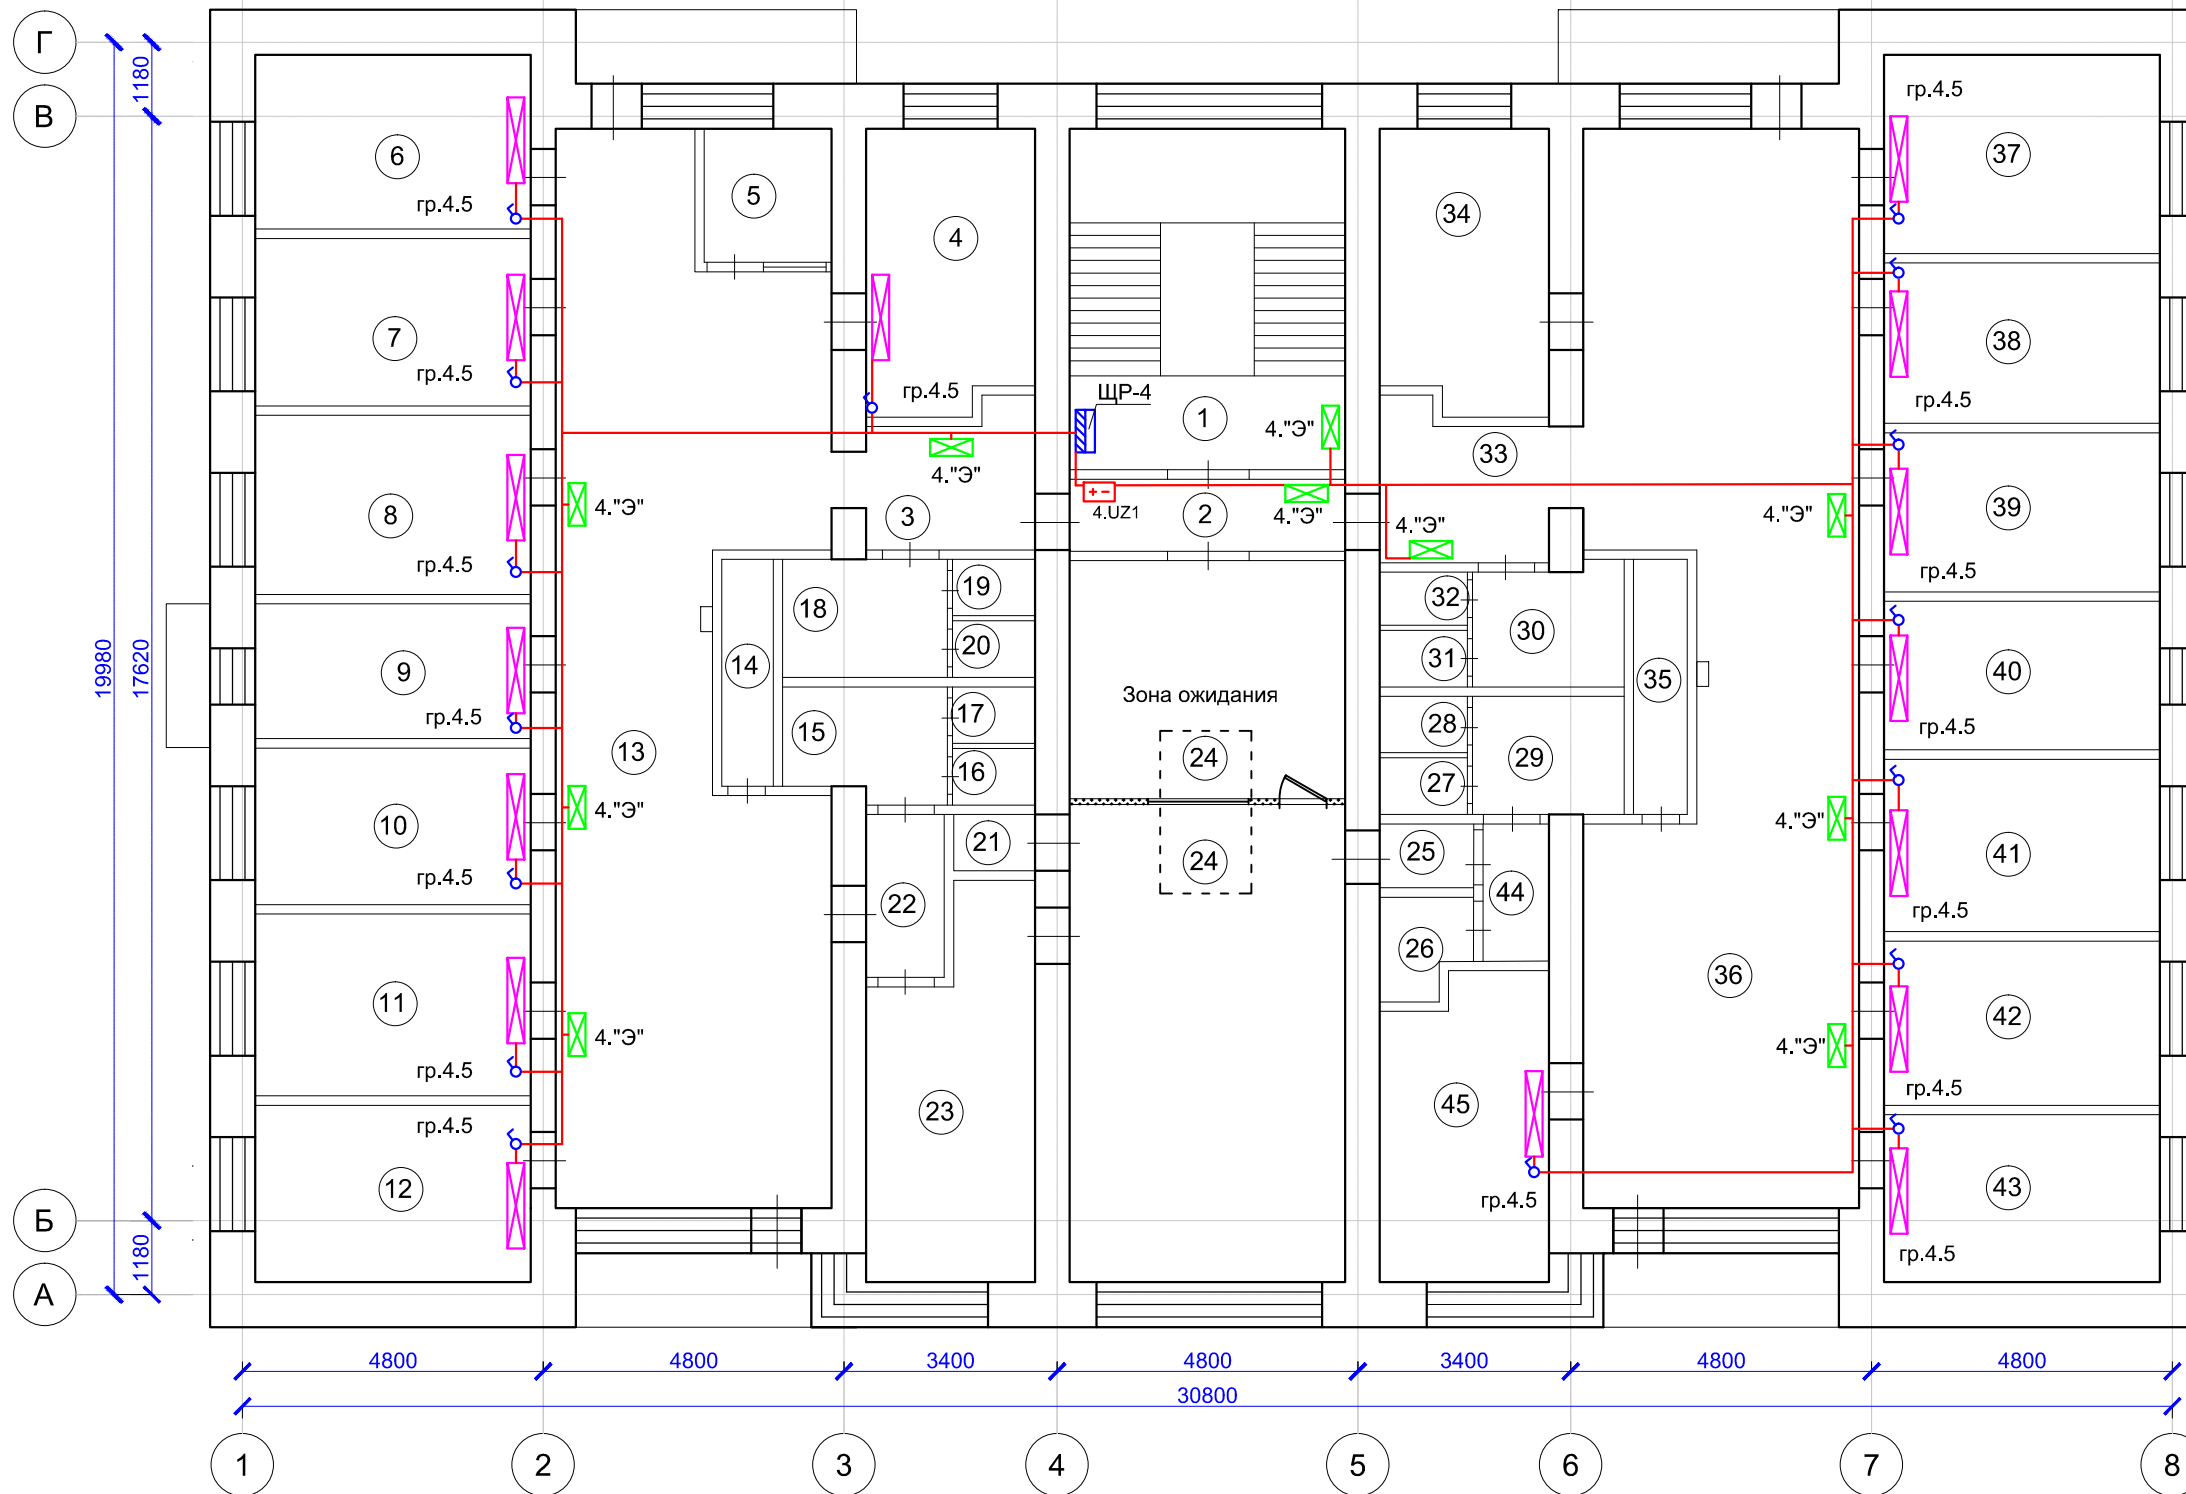 Г
В
1180
6
гр.4.5
5
4
34
гр.4.5
37
7
гр.4.5
гр.4.5
ЩР-4
1
4."Э"
33
38
гр.4.5
8
4."Э"
гр.4.5
4."Э"
3
4.UZ1
2
4."Э"
4."Э"
4."Э"
39
гр.4.5
19980
17620
9
гр.4.5
14
18
19
20
15
17
16
13
Зона ожидания
24
24
32
31
30
28
29
27
35
40
гр.4.5
10
гр.4.5
4."Э"
21
22
25
44
26
4."Э"
41
гр.4.5
11
гр.4.5
4."Э"
36
4."Э"
42
гр.4.5
гр.4.5
12
23
45
гр.4.5
43
гр.4.5
Б
1180
А
4800
4800
3400
4800
3400
4800
4800
30800
1
2
3
4
5
6
7
8